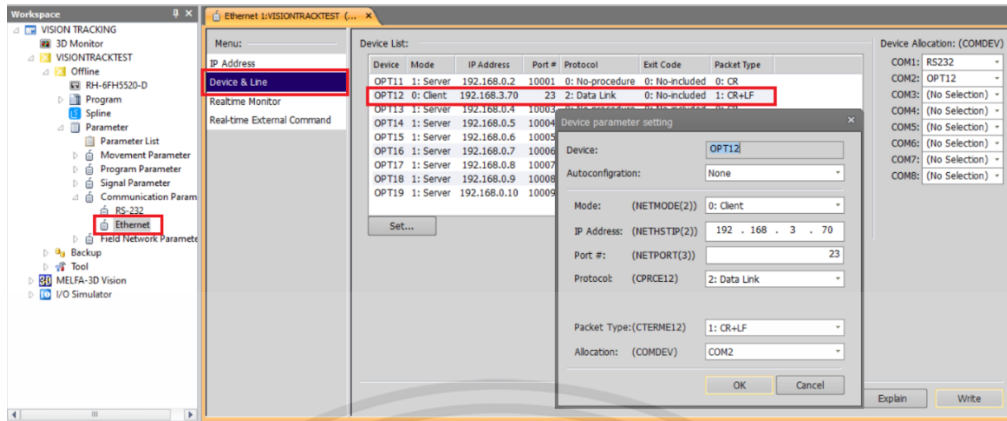 Workspace
VISION TRACKING
3D Monitor
VISIONTRACKTEST
Offline
RH-6FH5520-D
Program
Spline
Parameter
Parameter List
Movement Parameter
Program Parameter
Signal Parameter
Communication Param
RS-232
Ethernet
Field Network Paramete
Backup
Tool
MELFA-3D Vision
I/O Simulator
Ethernet 1:VISIONTRACKTEST (...
Menu:
IP Address
Device & Line
Realtime Monitor
Real-time External Command
Device List:
Device Mode IP Address Port # Protocol Exit Code Packet Type
OPT11 1: Server 192.168.0.2 10001 0: No-procedure 0: No-included 0: CR
OPT12 0: Client 192.168.3.70 23 2: Data Link 0: No-included 1: CR+LF
OPT13 1: Server 192.168.0.4 10003 0: No-procedure 0: No-included 0: CR
OPT14 1: Server 192.168.0.5 10004
OPT15 1: Server 192.168.0.6 10005
OPT16 1: Server 192.168.0.7 10006
OPT17 1: Server 192.168.0.8 10007
OPT18 1: Server 192.168.0.9 10008
OPT19 1: Server 192.168.0.10 10009
Set...
Device parameter setting
Device: OPT12
Autoconfigration: None
Mode: (NETMODE(2)) 0: Client
IP Address: (NETHSTIP(2)) 192 . 168 . 3 . 70
Port #: (NETPORT(3)) 23
Protocol: (CPRCE12) 2: Data Link
Packet Type:(CTERME12) 1: CR+LF
Allocation: (COMDEV) COM2
OK Cancel
Device Allocation: (COMDEV)
COM1: RS232
COM2: OPT12
COM3: (No Selection)
COM4: (No Selection)
COM5: (No Selection)
COM6: (No Selection)
COM7: (No Selection)
COM8: (No Selection)
Explain Write